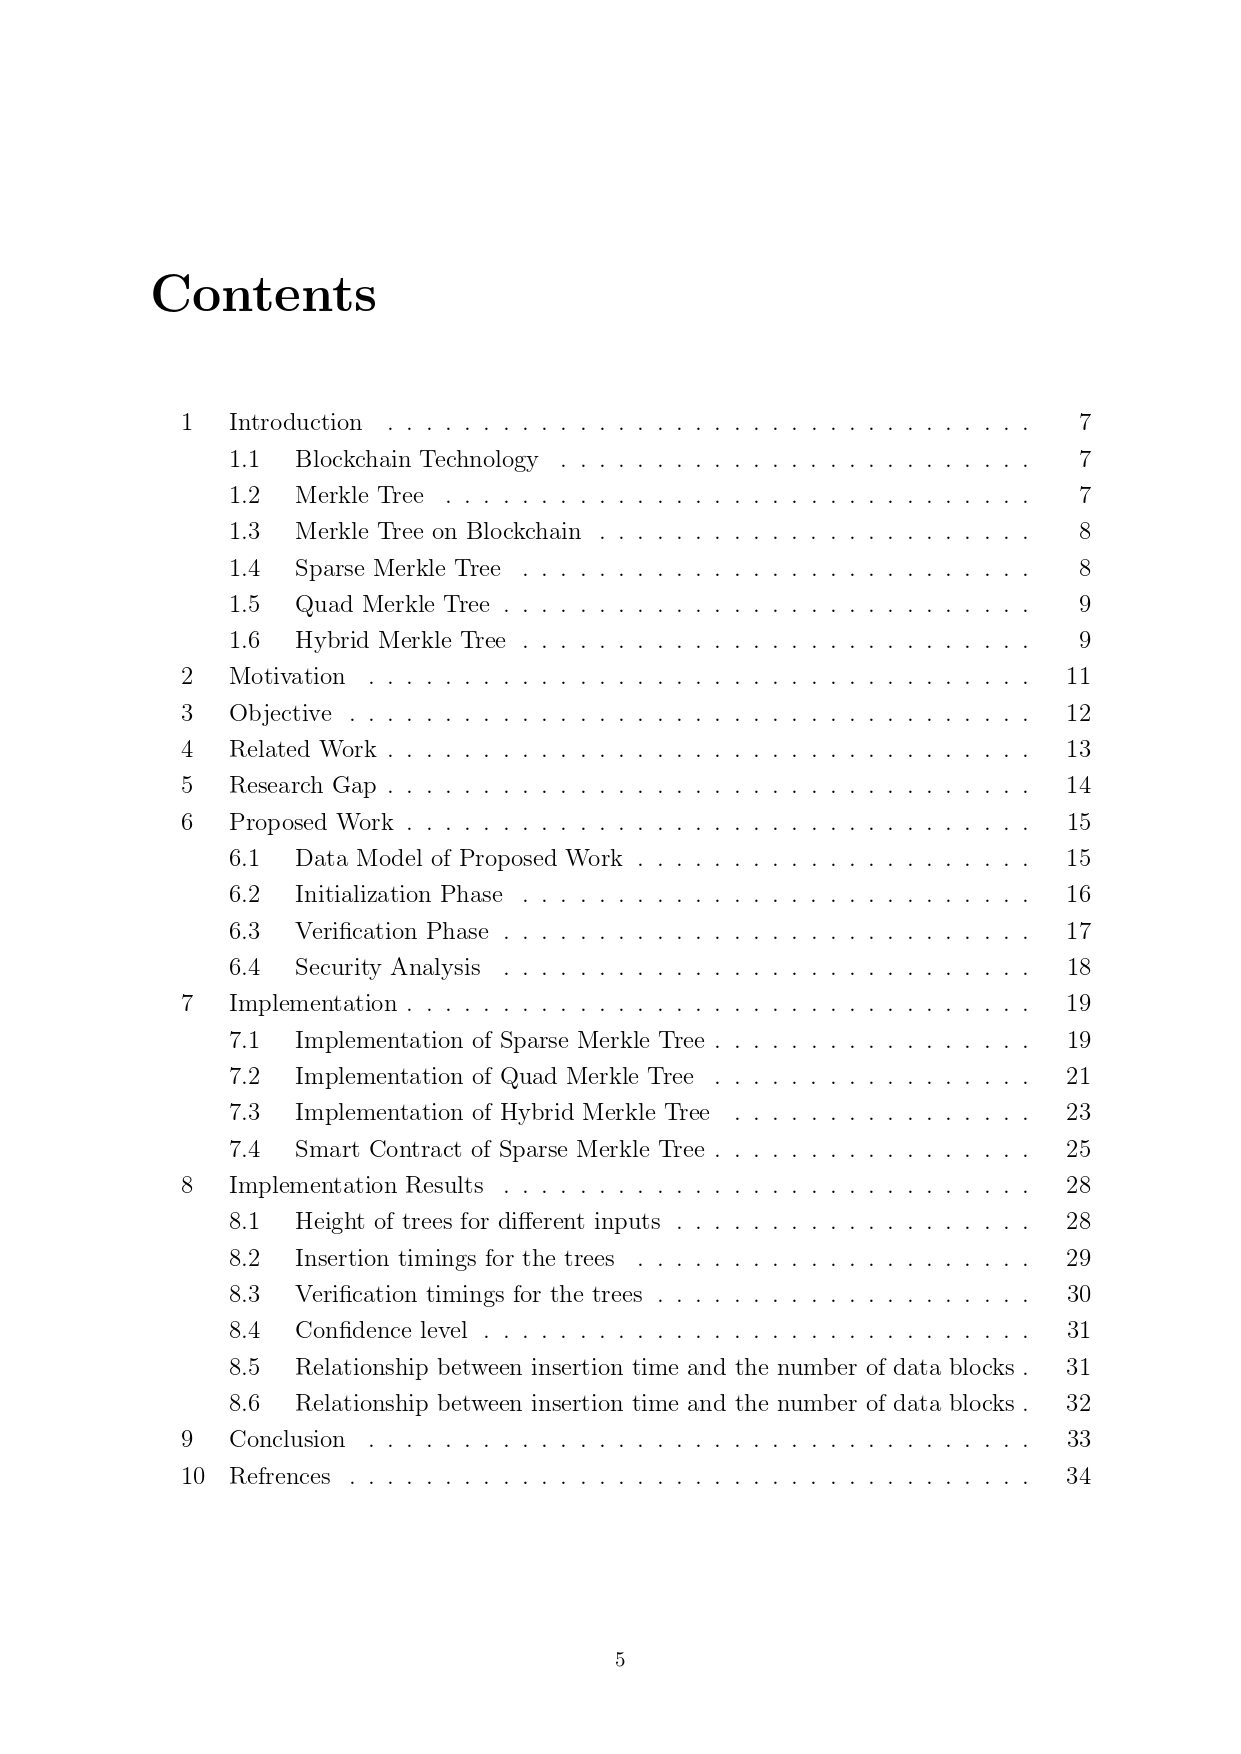 Contents
1 Introduction . . . . . . . . . . . . . . . . . . . . . . . . . . . . . . . . . . 7
1.1 Blockchain Technology . . . . . . . . . . . . . . . . . . . . . . . . . 7
1.2 Merkle Tree . . . . . . . . . . . . . . . . . . . . . . . . . . . . . . . 7
1.3 Merkle Tree on Blockchain . . . . . . . . . . . . . . . . . . . . . . . 8
1.4 Sparse Merkle Tree . . . . . . . . . . . . . . . . . . . . . . . . . . . 8
1.5 Quad Merkle Tree . . . . . . . . . . . . . . . . . . . . . . . . . . . . 9
1.6 Hybrid Merkle Tree . . . . . . . . . . . . . . . . . . . . . . . . . . . 9
2 Motivation . . . . . . . . . . . . . . . . . . . . . . . . . . . . . . . . . . . 11
3 Objective . . . . . . . . . . . . . . . . . . . . . . . . . . . . . . . . . . . . 12
4 Related Work . . . . . . . . . . . . . . . . . . . . . . . . . . . . . . . . . . 13
5 Research Gap . . . . . . . . . . . . . . . . . . . . . . . . . . . . . . . . . . 14
6 Proposed Work . . . . . . . . . . . . . . . . . . . . . . . . . . . . . . . . . 15
6.1 Data Model of Proposed Work . . . . . . . . . . . . . . . . . . . . . 15
6.2 Initialization Phase . . . . . . . . . . . . . . . . . . . . . . . . . . . 16
6.3 Verification Phase . . . . . . . . . . . . . . . . . . . . . . . . . . . . 17
6.4 Security Analysis . . . . . . . . . . . . . . . . . . . . . . . . . . . . 18
7 Implementation . . . . . . . . . . . . . . . . . . . . . . . . . . . . . . . . . 19
7.1 Implementation of Sparse Merkle Tree . . . . . . . . . . . . . . . . . 19
7.2 Implementation of Quad Merkle Tree . . . . . . . . . . . . . . . . . 21
7.3 Implementation of Hybrid Merkle Tree . . . . . . . . . . . . . . . . 23
7.4 Smart Contract of Sparse Merkle Tree . . . . . . . . . . . . . . . . . 25
8 Implementation Results . . . . . . . . . . . . . . . . . . . . . . . . . . . . 28
8.1 Height of trees for different inputs . . . . . . . . . . . . . . . . . . . 28
8.2 Insertion timings for the trees . . . . . . . . . . . . . . . . . . . . . 29
8.3 Verification timings for the trees . . . . . . . . . . . . . . . . . . . . 30
8.4 Confidence level . . . . . . . . . . . . . . . . . . . . . . . . . . . . . 31
8.5 Relationship between insertion time and the number of data blocks . 31
8.6 Relationship between insertion time and the number of data blocks . 32
9 Conclusion . . . . . . . . . . . . . . . . . . . . . . . . . . . . . . . . . . . 33
10 Refrences . . . . . . . . . . . . . . . . . . . . . . . . . . . . . . . . . . . . 34
5